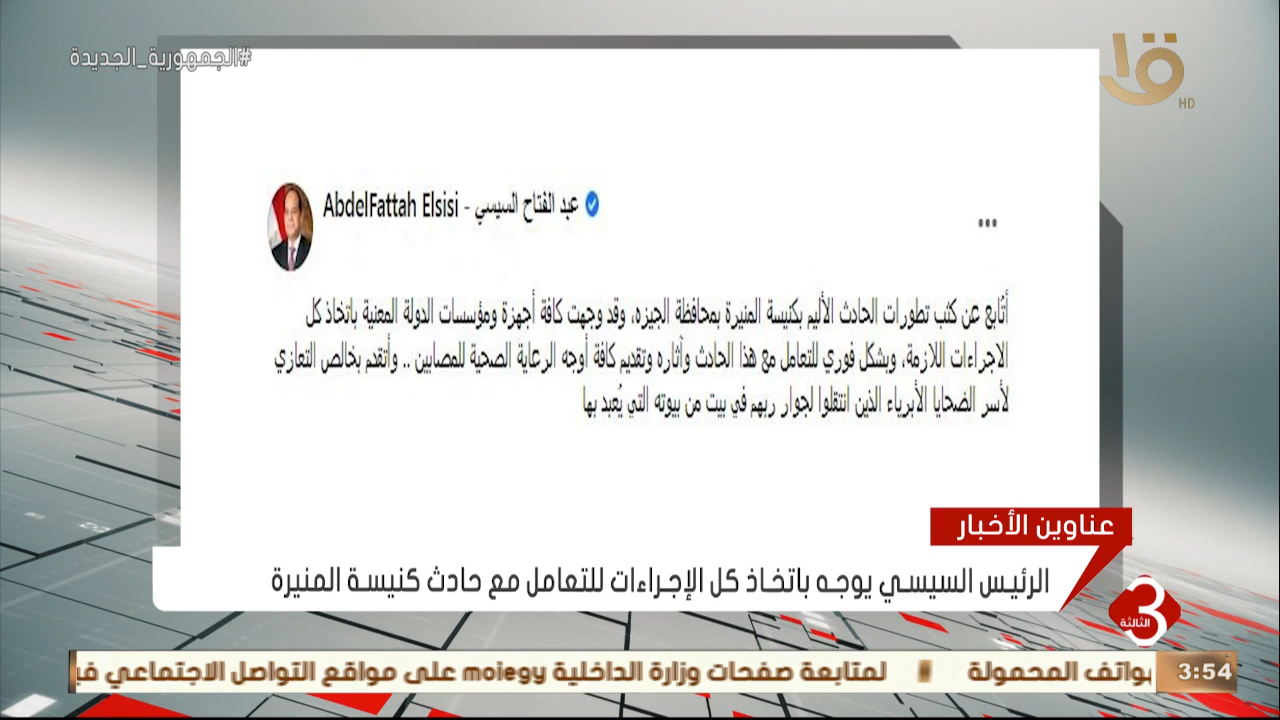 #الجمهورية_الجديدة
HD
عبد الفتاح السيسي - AbdelFattah Elsisi
أتابع عن كثب تطورات الحادث الأليم بكنيسة المنيرة بمحافظة الجيزه، وقد وجهت كافة أجهزة ومؤسسات الدولة المعنية باتخاذ كل
الاجراءات اللازمة، وبشكل فوري للتعامل مع هذا الحادث وآثاره وتقديم كافة أوجه الرعاية الصحية للمصابين .. وأتقدم بخالص التعازي
لأسر الضحايا الأبرياء الذين انتقلوا لجوار ربهم في بيت من بيوته التي يُعبد بها
عناوين الأخبار
الرئيس السيسي يوجه باتخاذ كل الإجراءات للتعامل مع حادث كنيسة المنيرة
3 الثالثة
المحمولة لمتابعة صفحات وزارة الداخلية moiegy على مواقع التواصل الاجتماعي
3:54